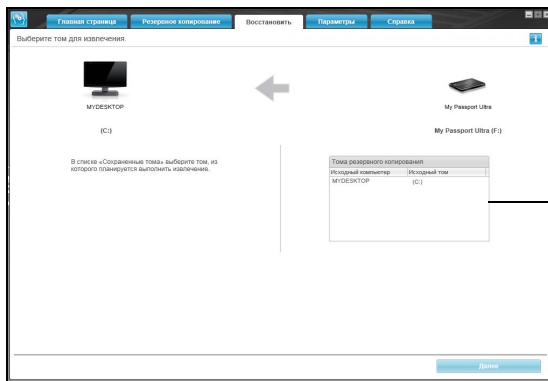 Главная страница
Резервное копирование
Восстановить
Параметры
Справка
Выберите том для извлечения.
MYDESKTOP
My Passport Ultra
(C:)
My Passport Ultra (F:)
В списке «Сохраненные тома» выберите том, из
которого планируется выполнить извлечение.
Тома резервного копирования
Исходный компьютер
Исходный том
MYDESKTOP
(C:)
Далее